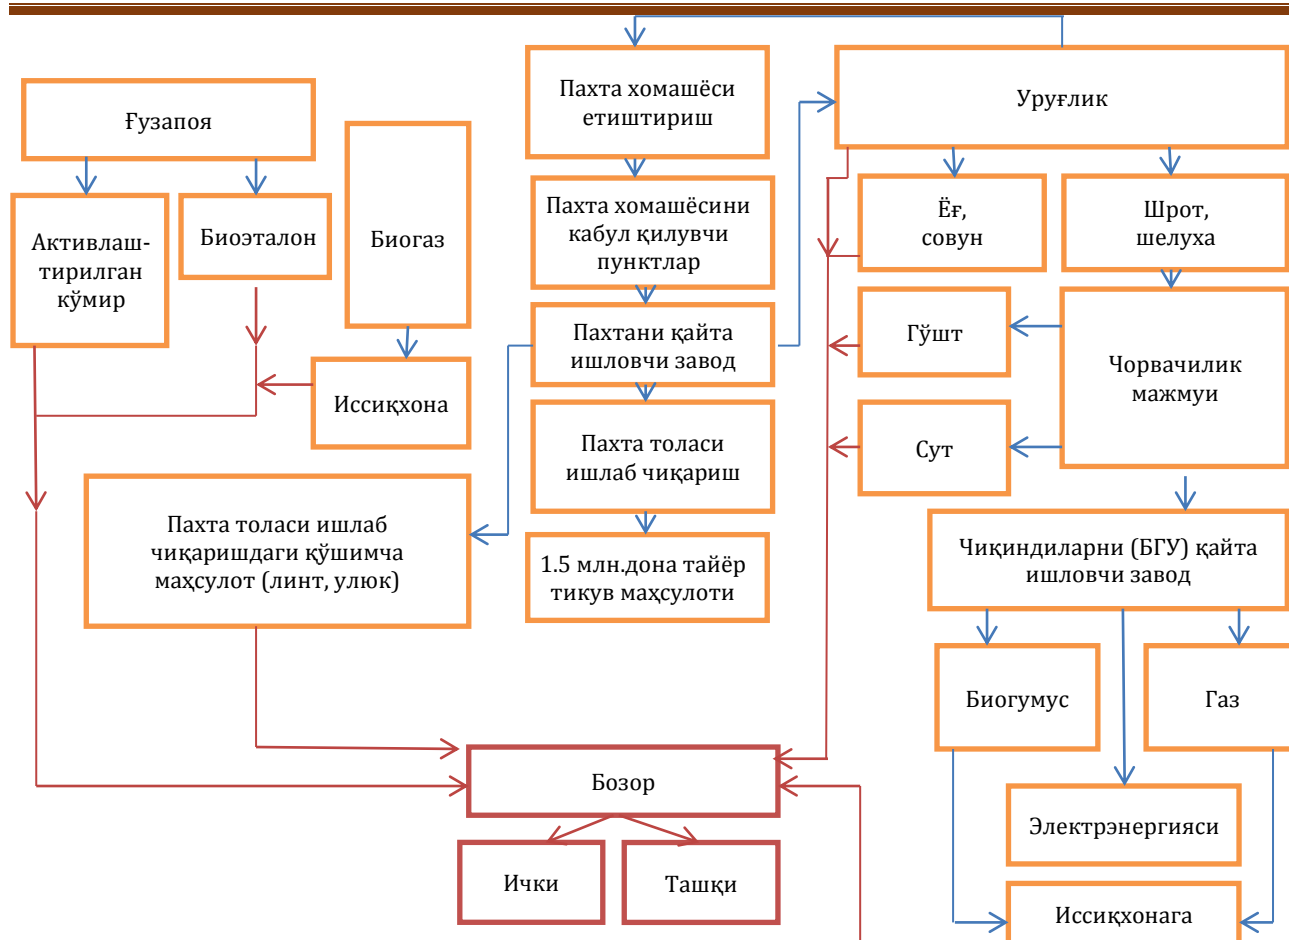 Пахта хомашёси
етиштириш
Уруғлик
Ғузапоя
Активлаш-
тирилган
кўмир
Биоэталон
Биогаз
Пахта хомашёсини
кабул қилувчи
пунктлар
Ёғ,
совун
Шрот,
шелуха
Пахтани қайта
ишловчи завод
Гўшт
Чорвачилик
мажмуи
Иссиқхона
Пахта толаси
ишлаб чиқариш
Сут
Пахта толаси ишлаб
чиқаришдаги қўшимча
маҳсулот (линт, улюк)
1.5 млн.дона тайёр
тикув маҳсулоти
Чиқиндиларни (БГУ) қайта
ишловчи завод
Биогумус
Газ
Бозор
Электрэнергияси
Ички
Ташқи
Иссиқхонага